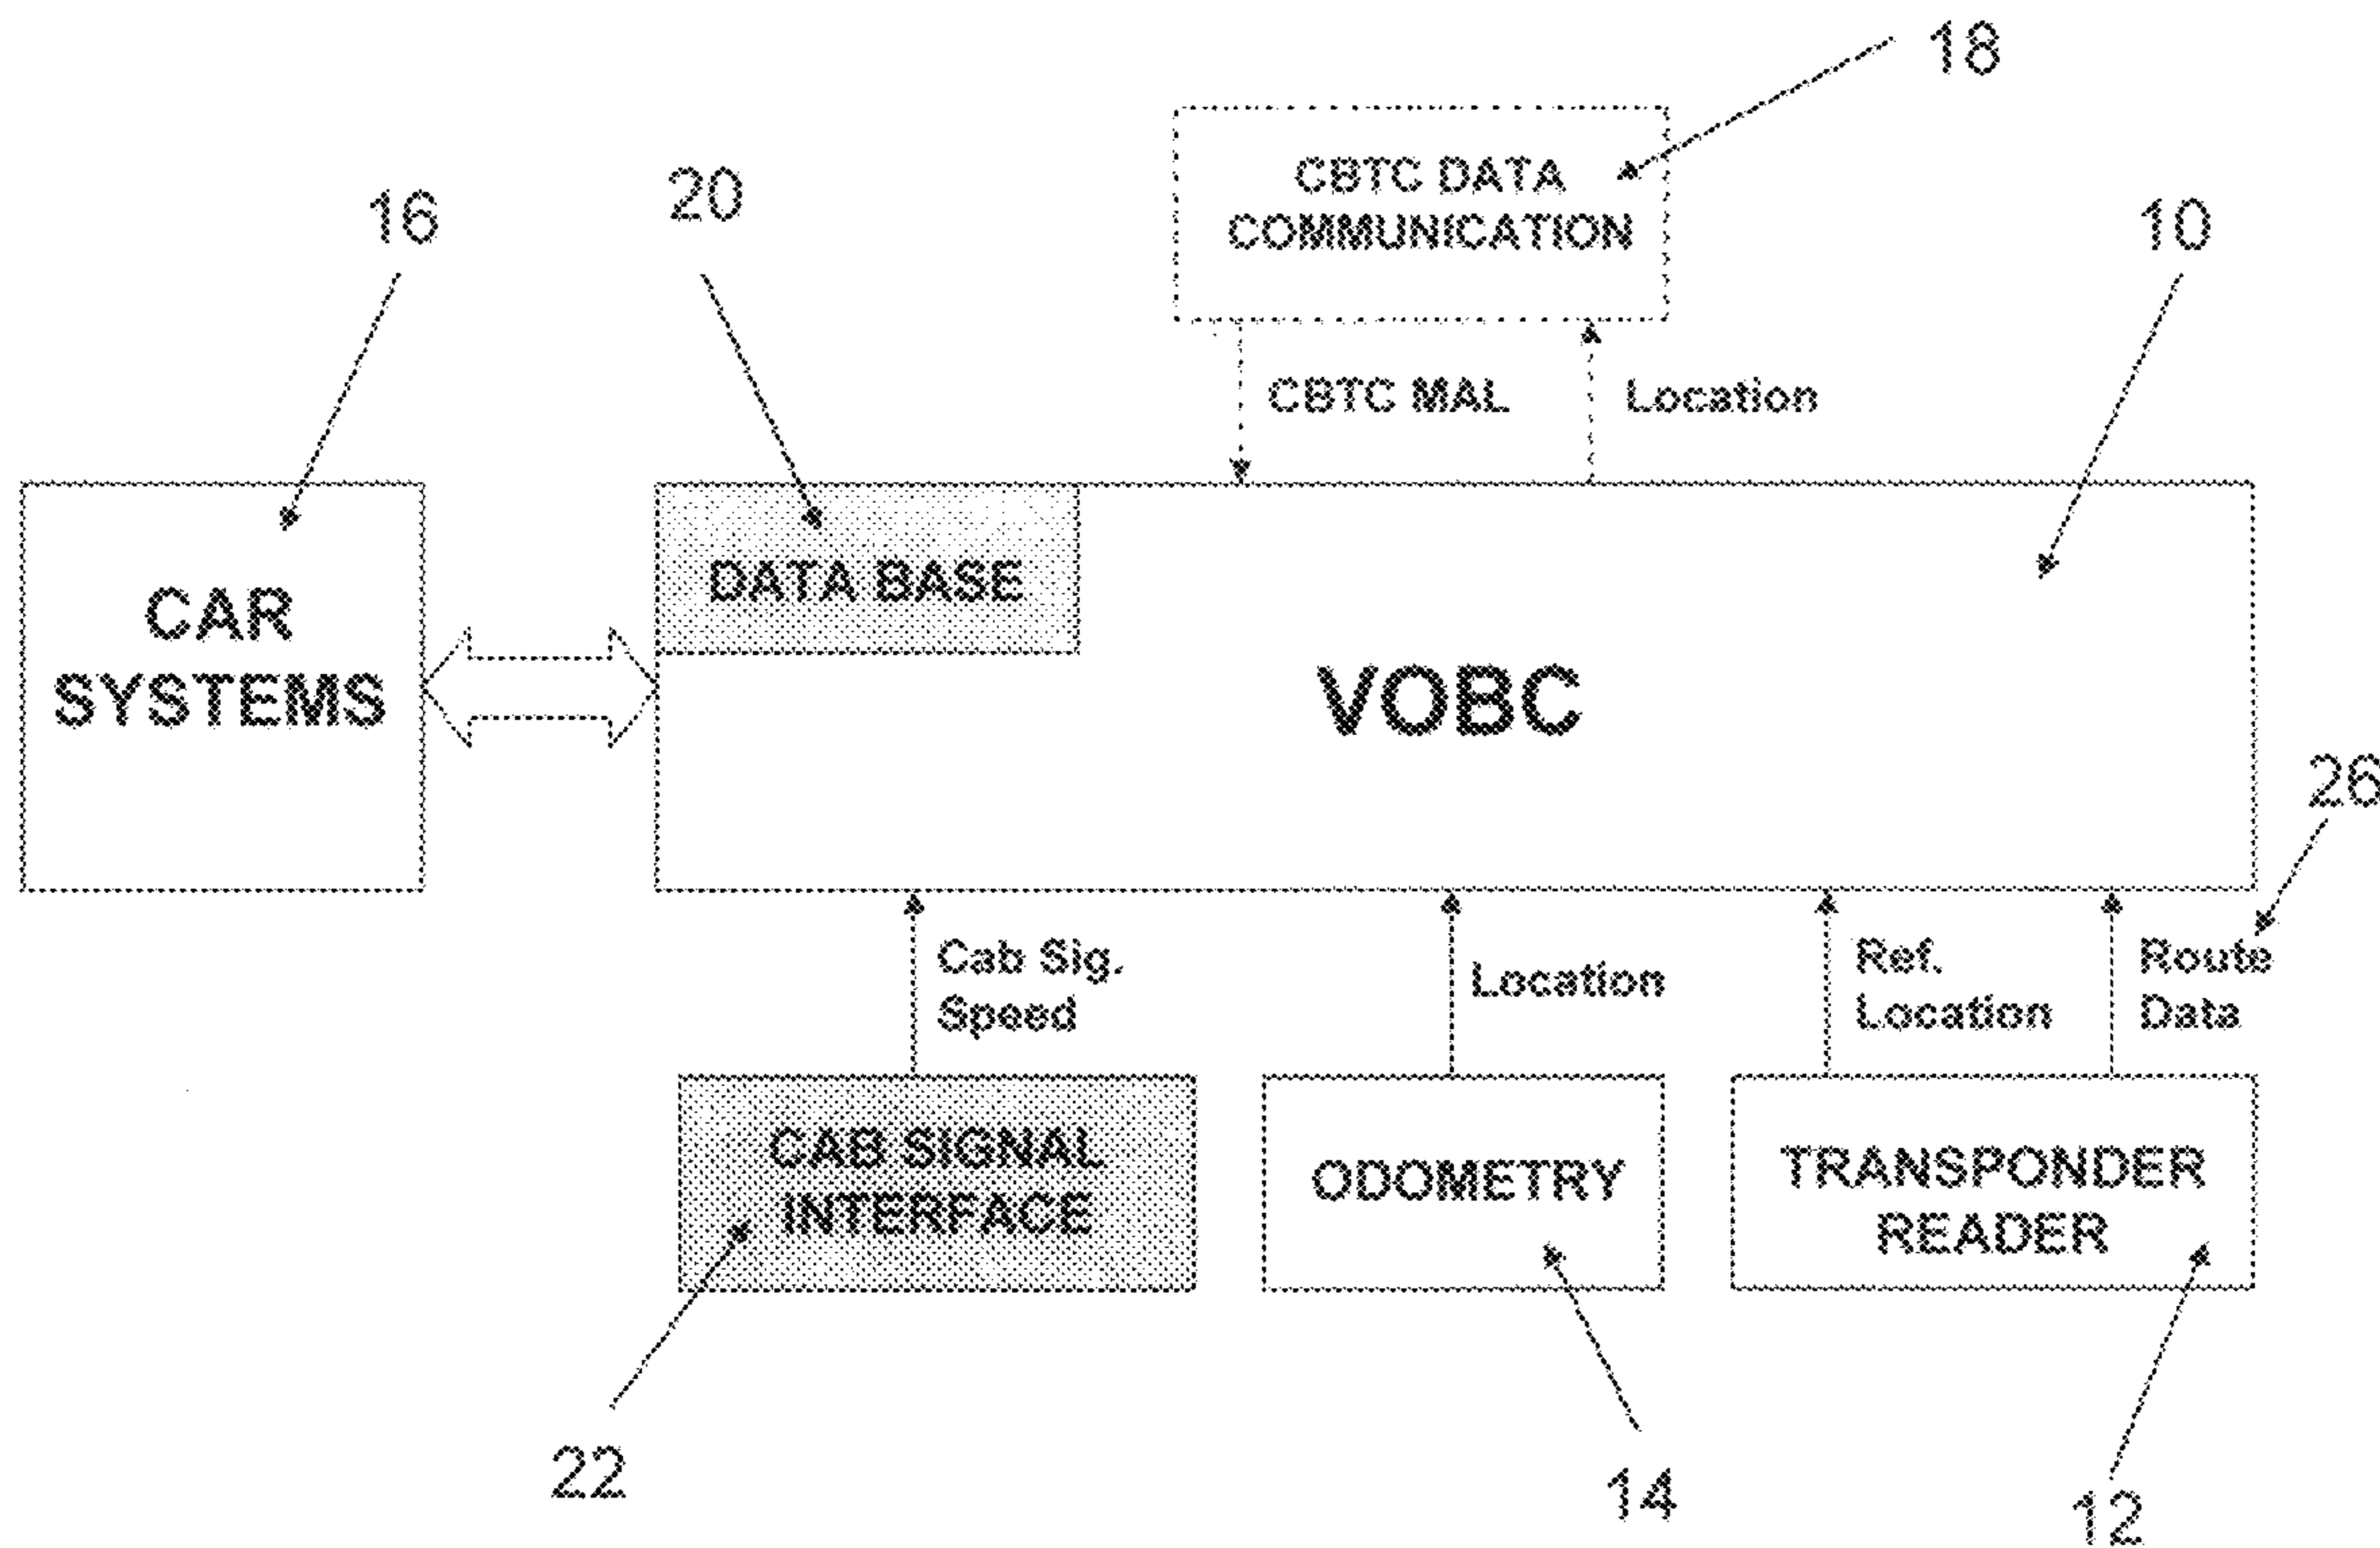 18
CBTC DATA
COMMUNICATION
20
16
10
CBTC MAL
Location
DATA BASE
CAR
SYSTEMS
VOBC
26
Cab Sig.
Speed
Location
Ref.
Location
Route
Data
CAB SIGNAL
INTERFACE
ODOMETRY
TRANSPONDER
READER
22
14
12